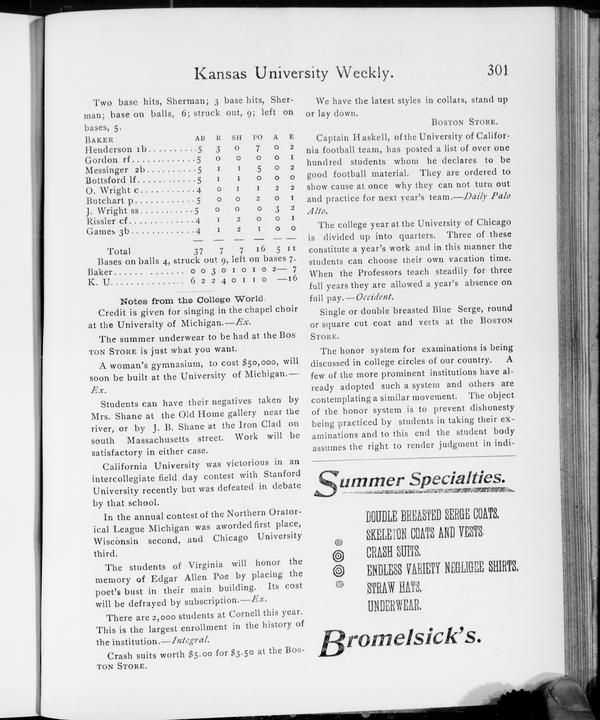 Kansas University Weekly.
301
Two base hits, Sherman; 3 base hits, Sher-
man; base on balls, 6; struck out, 9; left on
bases, 5.
BAKER AB R SH PO A E
Henderson 1b..........5 3 0 7 0 2
Gordon rf............5 0 0 0 0 1
Messinger 2b.........5 1 1 5 0 2
Bottsford lf...........5 1 1 0 0 0
O. Wright c..........4 0 1 1 2 2
Butchart p...........5 0 0 2 0 1
J. Wright ss..........5 0 0 0 3 2
Rissler cf............4 1 2 0 0 1
Games 3b............4 1 2 1 0 0
Total 37 7 7 16 5 11
Bases on balls 4, struck out 9, left on bases 7.
Baker.............. 0 0 3 0 1 0 1 0 2— 7
K. U............... 6 2 2 4 0 1 1 0 —16
Notes from the College World.
Credit is given for singing in the chapel choir
at the University of Michigan.—Ex.
The summer underwear to be had at the BOS
TON STORE is just what you want.
A woman's gymnasium, to cost $50,000, will
soon be built at the University of Michigan.—
Ex.
Students can have their negatives taken by
Mrs. Shane at the Old Home gallery near the
river, or by J. B. Shane at the Iron Clad on
south Massachusetts street. Work will be
satisfactory in either case.
California University was victorious in an
intercollegiate field day contest with Stanford
University recently but was defeated in debate
by that school.
In the annual contest of the Northern Orator-
ical League Michigan was aworded first place,
Wisconsin second, and Chicago University
third.
The students of Virginia will honor the
memory of Edgar Allen Poe by placing the
poet's bust in their main building. Its cost
will be defrayed by subscription.—Ex.
There are 2,000 students at Cornell this year.
This is the largest enrollment in the history of
the institution.—Integral.
Crash suits worth $5.00 for $3.50 at the BOS-
TON STORE.
We have the latest styles in collars, stand up
or lay down.
BOSTON STORE.
Captain Haskell, of the University of Califor-
nia football team, has posted a list of over one
hundred students whom he declares to be
good football material. They are ordered to
show cause at once why they can not turn out
and practice for next year's team.—Daily Palo
Alto.
The college year at the University of Chicago
is divided up into quarters. Three of these
constitute a year's work and in this manner the
students can choose their own vacation time.
When the Professors teach steadily for three
full years they are allowed a year's absence on
full pay.—Occident.
Single or double breasted Blue Serge, round
or square cut coat and vests at the BOSTON
STORE.
The honor system for examinations is being
discussed in college circles of our country. A
few of the more prominent institutions have al-
ready adopted such a system and others are
contemplating a similar movement. The object
of the honor system is to prevent dishonesty
being practiced by students in taking their ex-
aminations and to this end the student body
assumes the right to render judgment in indi-
Summer Specialties.
DOUBLE BREASTED SERGE COATS.
SKELETON COATS AND VESTS.
CRASH SUITS.
ENDLESS VARIETY NEGLIGEE SHIRTS.
STRAW HATS.
UNDERWEAR.
Bromelsick's.